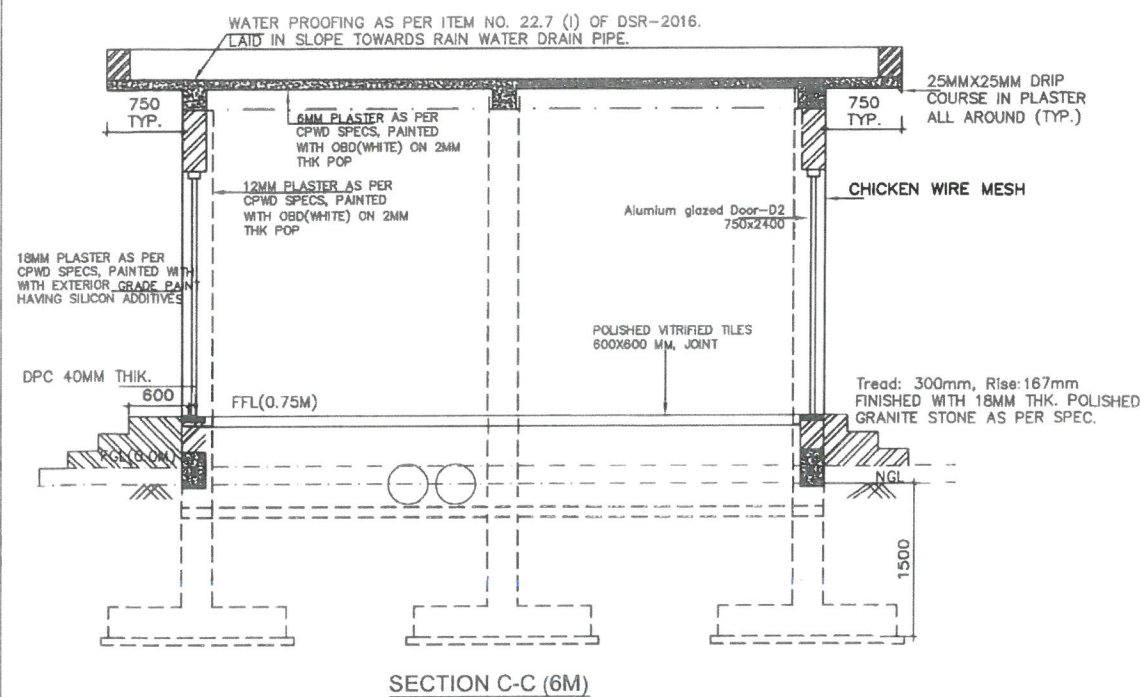 WATER PROOFING AS PER ITEM NO. 22.7 (I) OF DSR-2016.
LAID IN SLOPE TOWARDS RAIN WATER DRAIN PIPE.
750
TYP.
6MM PLASTER AS PER
CPWD SPECS, PAINTED
WITH OBD(WHITE) ON 2MM
THK POP
750
TYP.
25MMX25MM DRIP
COURSE IN PLASTER
ALL AROUND (TYP.)
12MM PLASTER AS PER
CPWD SPECS, PAINTED
WITH OBD(WHITE) ON 2MM
THK POP
Alumium glazed Door-D2
750x2400
CHICKEN WIRE MESH
18MM PLASTER AS PER
CPWD SPECS, PAINTED WITH
WITH EXTERIOR GRADE PAINT
HAVING SILICON ADDITIVES
POLISHED VITRIFIED TILES
600X600 MM, JOINT
DPC 40MM THIK.
600
FFL(0.75M)
Tread: 300mm, Rise:167mm
FINISHED WITH 18MM THK. POLISHED
GRANITE STONE AS PER SPEC.
FGL(0.0M)
NGL
1500
SECTION C-C (6M)